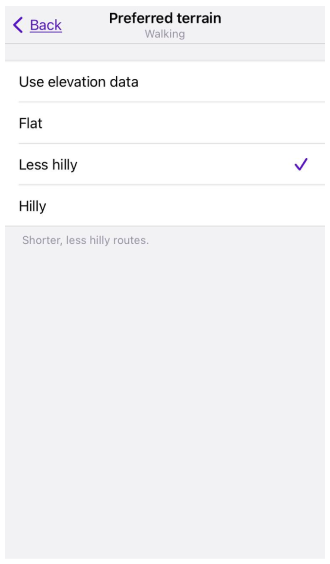 Back
Preferred terrain
Walking
Use elevation data
Flat
Less hilly
Hilly
Shorter, less hilly routes.